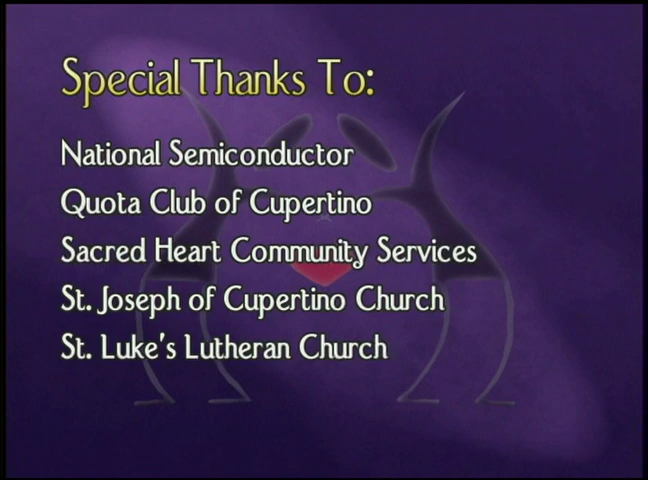 Special Thanks To:
National Semiconductor
Quota Club of Cupertino
Sacred Heart Community Services
St. Joseph of Cupertino Church
St. Luke's Lutheran Church